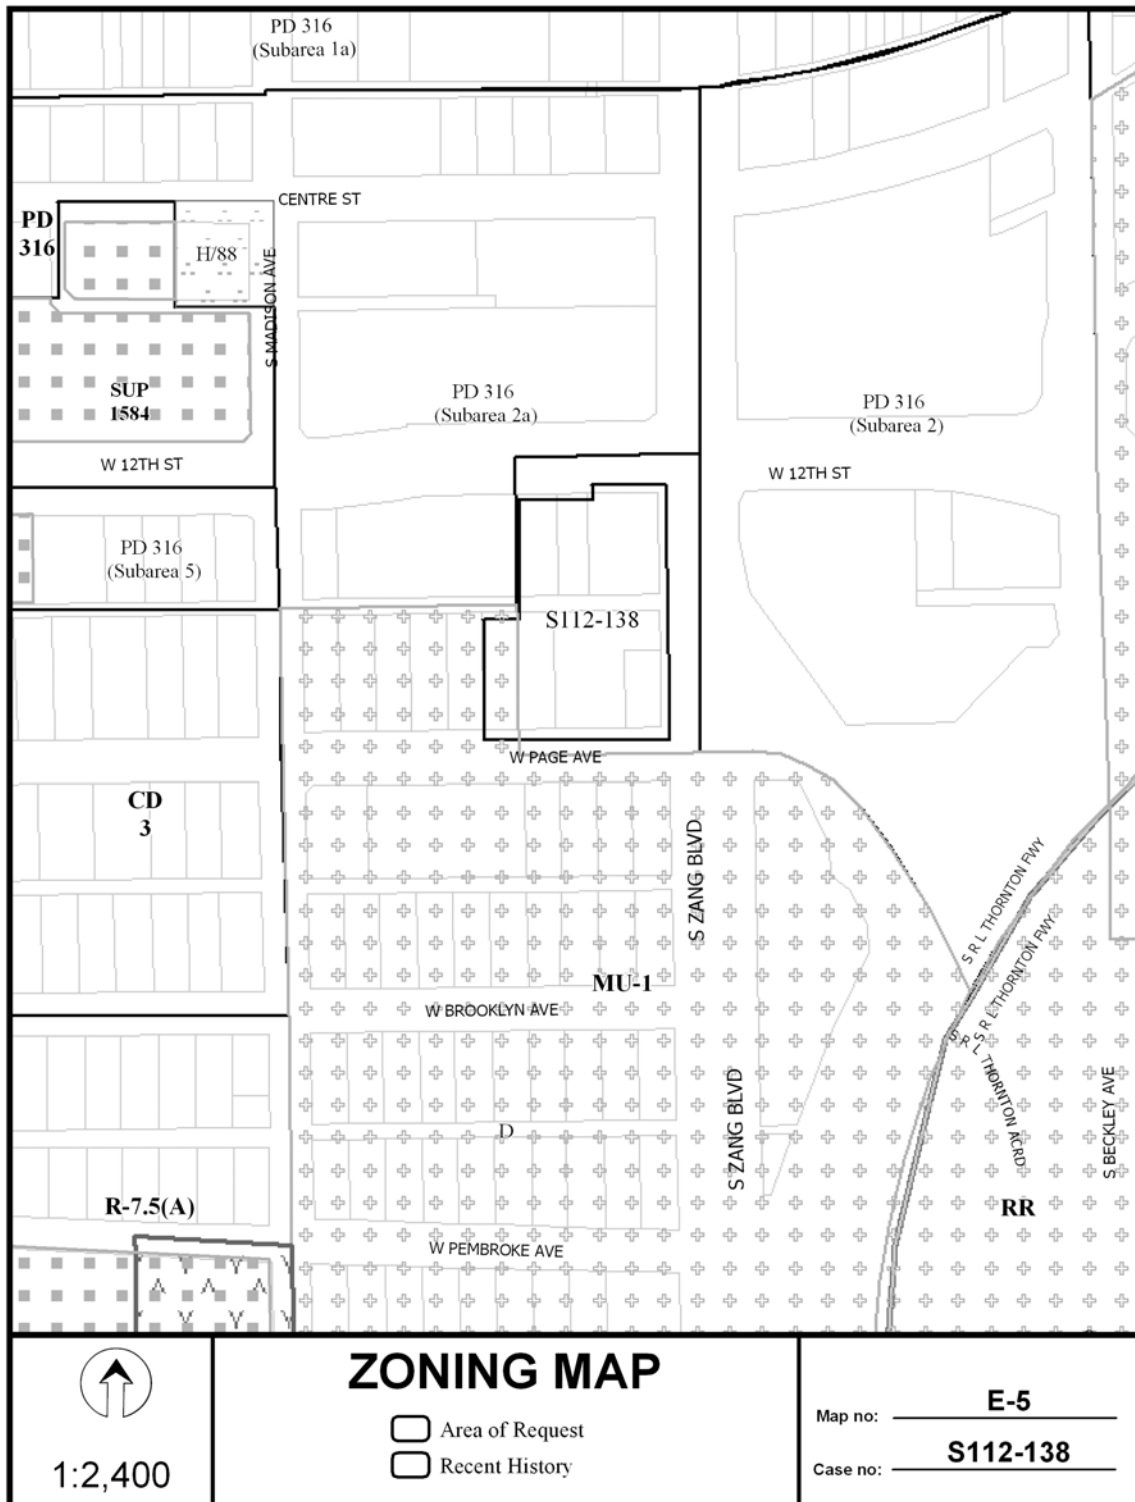 PD 316
(Subarea 1a)
CENTRE ST
PD
316
H/88
S MADISON AVE
SUP
1584
PD 316
(Subarea 2a)
PD 316
(Subarea 2)
W 12TH ST
W 12TH ST
PD 316
(Subarea 5)
S112-138
W PAGE AVE
CD
3
S ZANG BLVD
S R L THORNTON FWY
S R L THORNTON FWY
MU-1
W BROOKLYN AVE
S R L THORNTON ACRD
S ZANG BLVD
S BECKLEY AVE
D
R-7.5(A)
RR
W PEMBROKE AVE
1:2,400
ZONING MAP
Area of Request
Recent History
Map no: E-5
Case no: S112-138